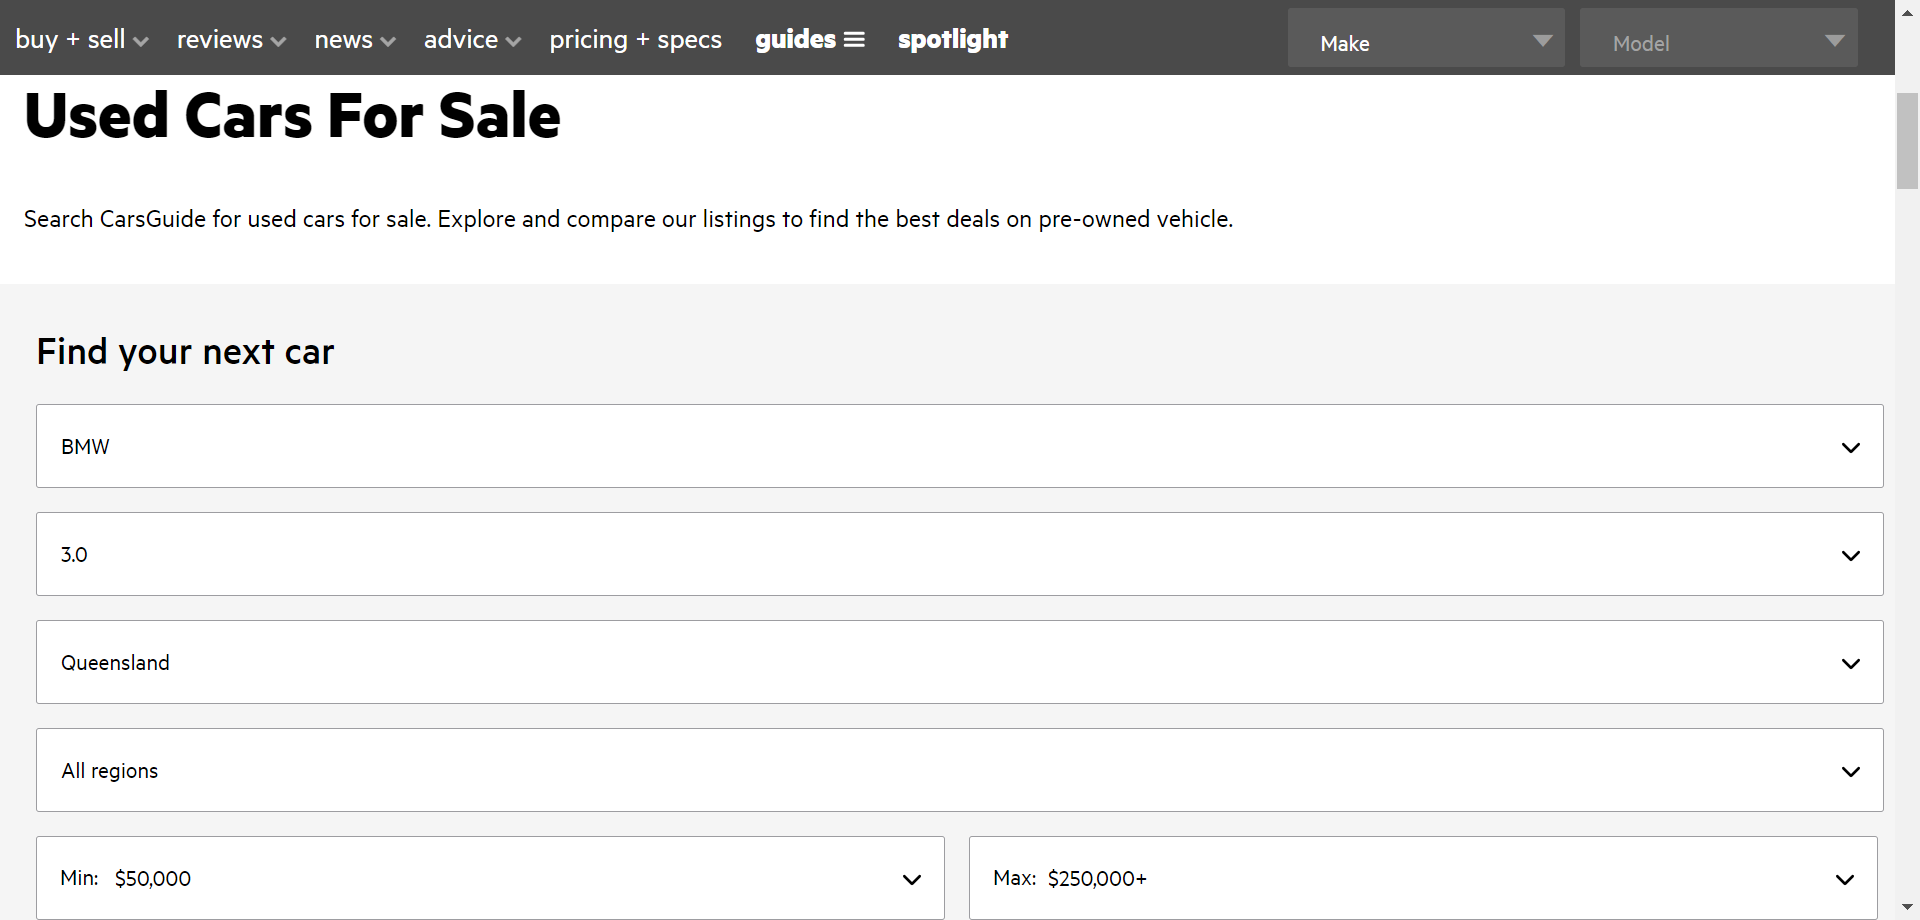 buy + sell reviews news advice pricing + specs guides spotlight Make Model
Used Cars For Sale
Search CarsGuide for used cars for sale. Explore and compare our listings to find the best deals on pre-owned vehicle.
Find your next car
BMW
3.0
Queensland
All regions
Min: $50,000 Max: $250,000+